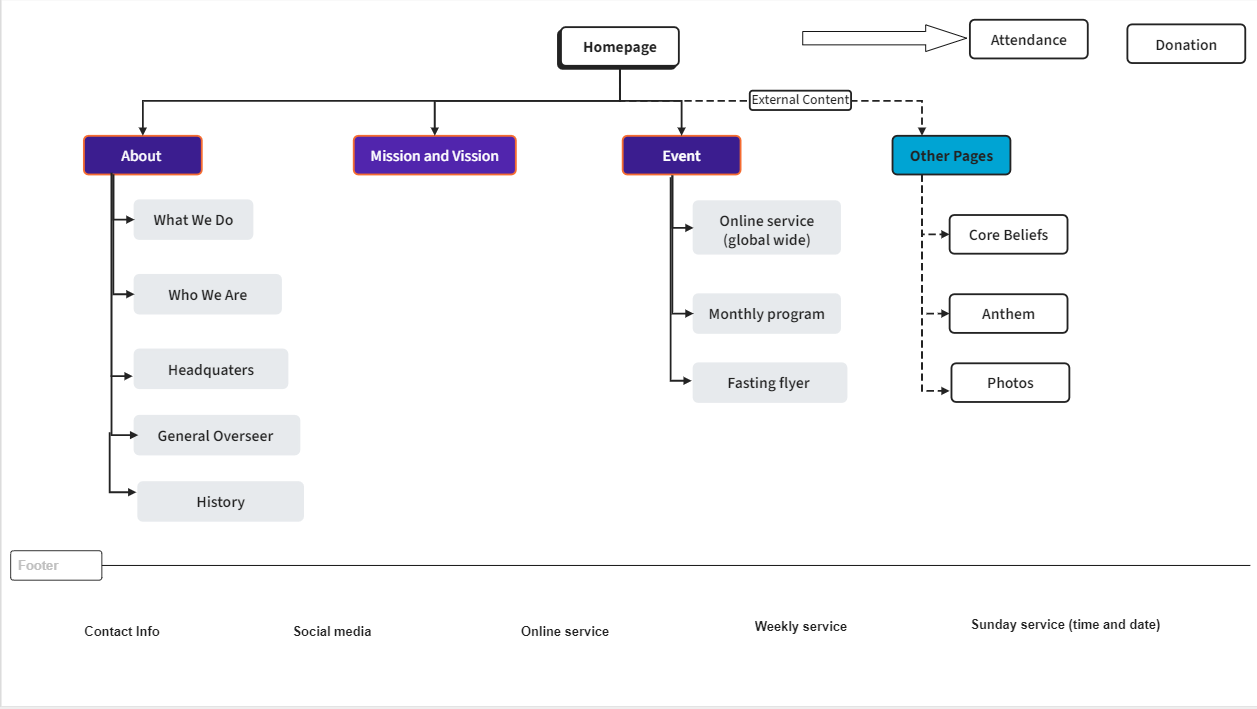 Homepage
Attendance
Donation
External Content
About
Mission and Vission
Event
Other Pages
What We Do
Who We Are
Headquaters
General Overseer
History
Online service
(global wide)
Monthly program
Fasting flyer
Core Beliefs
Anthem
Photos
Footer
Contact Info
Social media
Online service
Weekly service
Sunday service (time and date)